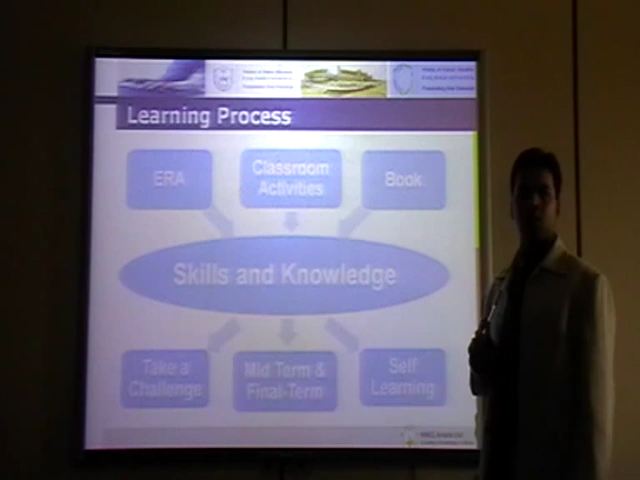 Learning Process
ERA
Classroom
Activities
Book
Skills and Knowledge
Take a
Challenge
Mid Term &
Final-Term
Self
Learning